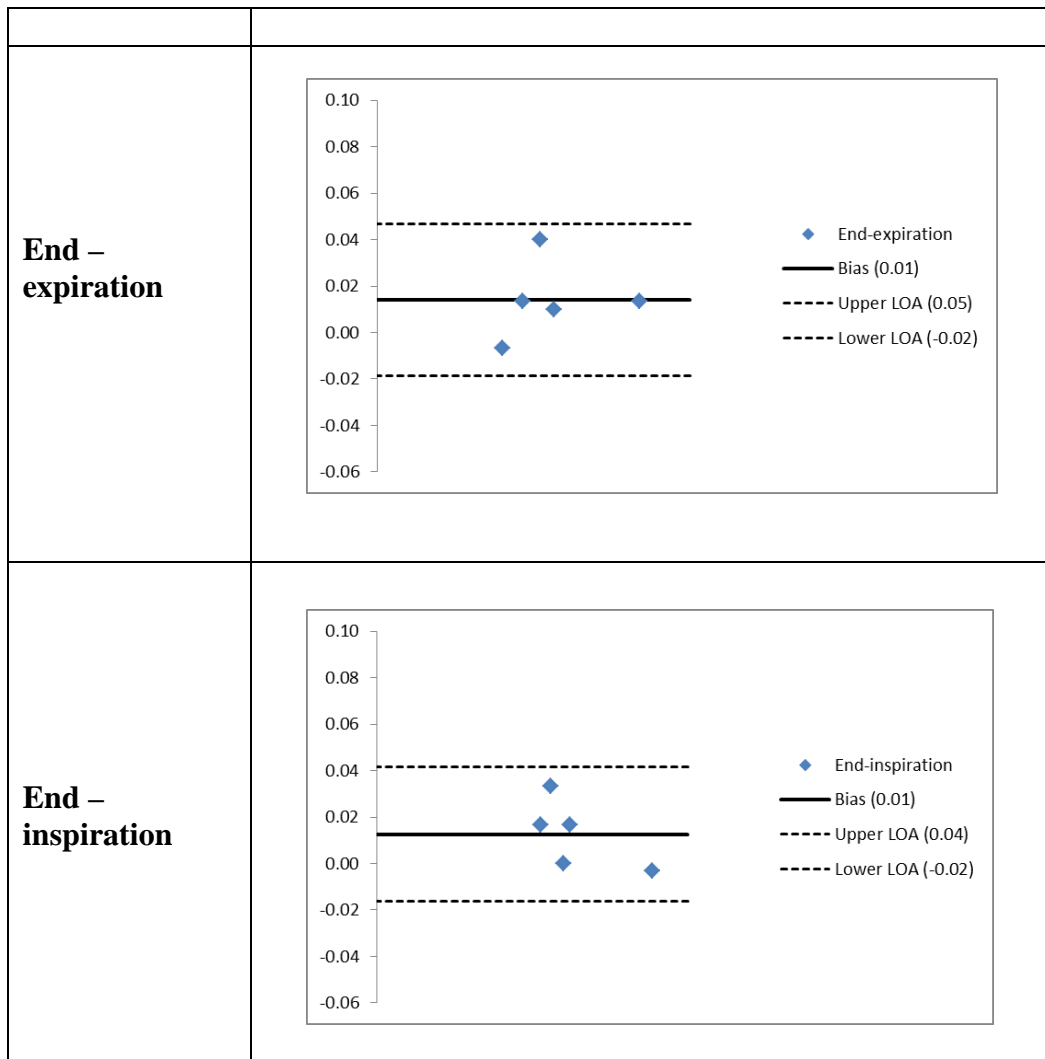 End –
expiration
0.10
0.08
0.06
0.04
0.02
0.00
-0.02
-0.04
-0.06
End-expiration
Bias (0.01)
Upper LOA (0.05)
Lower LOA (-0.02)
End –
inspiration
0.10
0.08
0.06
0.04
0.02
0.00
-0.02
-0.04
-0.06
End-inspiration
Bias (0.01)
Upper LOA (0.04)
Lower LOA (-0.02)